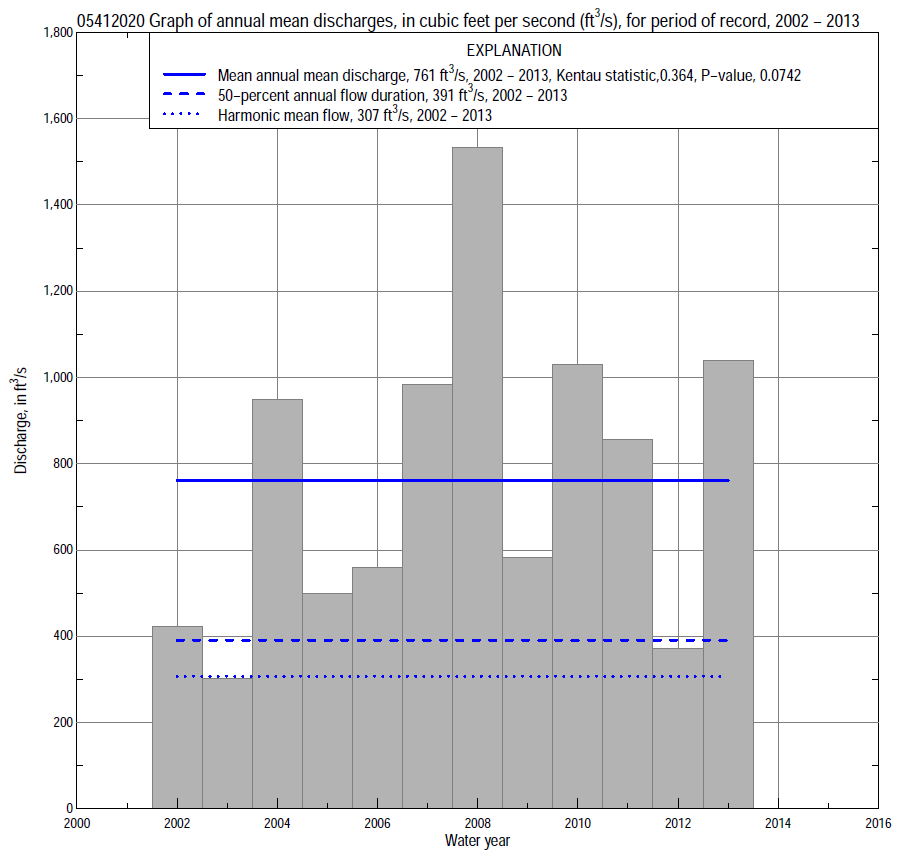 05412020 Graph of annual mean discharges, in cubic feet per second (ft³/s), for period of record, 2002 – 2013
EXPLANATION
Mean annual mean discharge, 761 ft³/s, 2002 – 2013, Kentau statistic,0.364, P–value, 0.0742
50–percent annual flow duration, 391 ft³/s, 2002 – 2013
Harmonic mean flow, 307 ft³/s, 2002 – 2013
1,800
1,600
1,400
1,200
1,000
800
600
400
200
0
Discharge, in ft³/s
2000 2002 2004 2006 2008 2010 2012 2014 2016
Water year